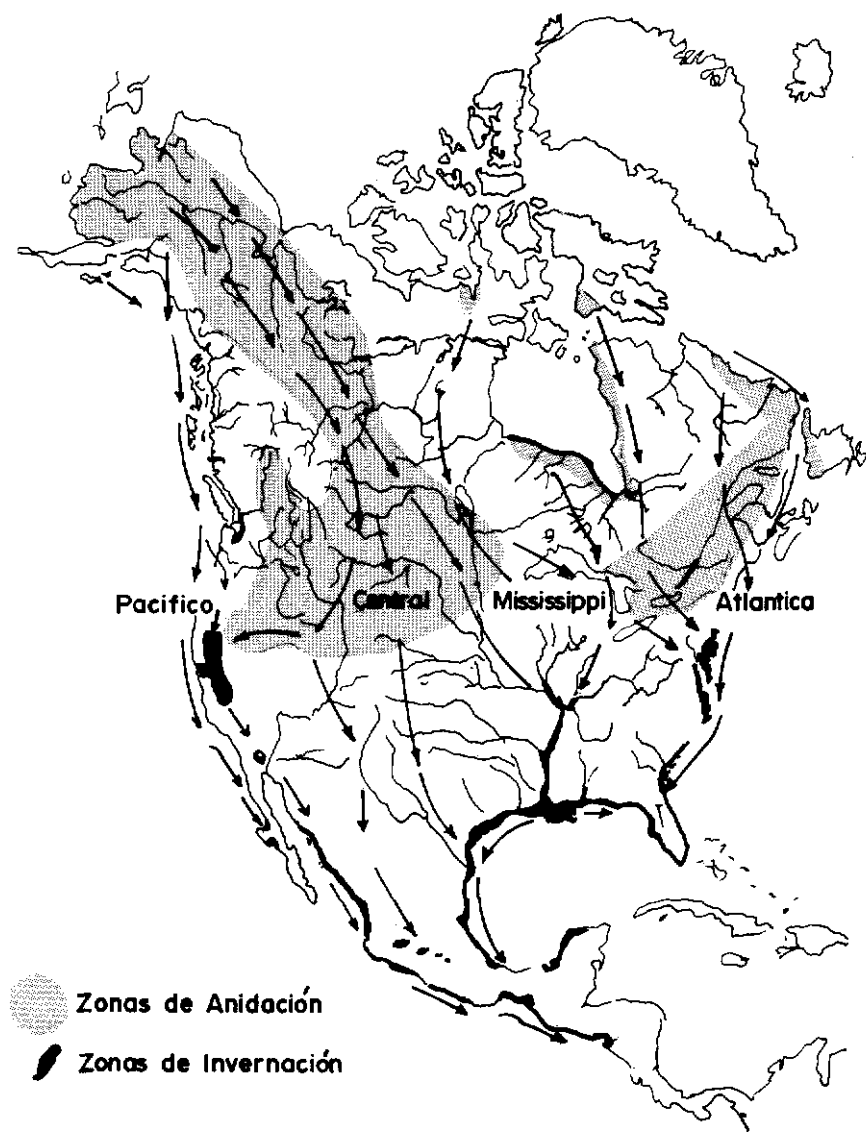 Pacifico Central Mississippi Atlantica
Zonas de Anidación
Zonas de Invernación